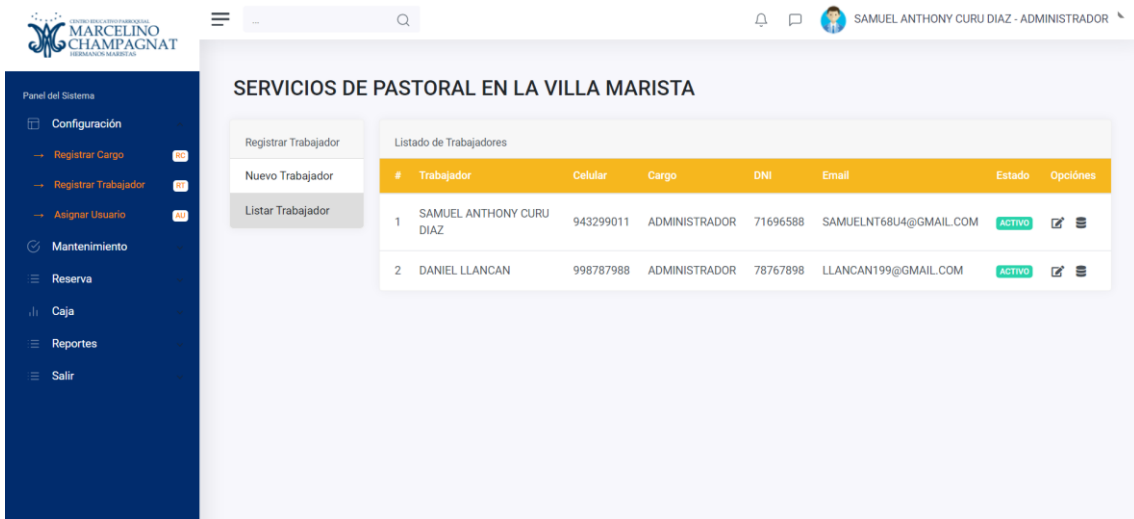 CENTRO EDUCATIVO PARROQUIAL
MARCELINO
CHAMPAGNAT
HERMANOS MARISTAS
...
SAMUEL ANTHONY CURU DIAZ - ADMINISTRADOR
Panel del Sistema
Configuración
→ Registrar Cargo RC
→ Registrar Trabajador RT
→ Asignar Usuario AU
Mantenimiento
Reserva
Caja
Reportes
Salir
SERVICIOS DE PASTORAL EN LA VILLA MARISTA
Registrar Trabajador
Nuevo Trabajador
Listar Trabajador
Listado de Trabajadores
# Trabajador Celular Cargo DNI Email Estado Opciónes
1 SAMUEL ANTHONY CURU DIAZ 943299011 ADMINISTRADOR 71696588 SAMUELNT68U4@GMAIL.COM ACTIVO
2 DANIEL LLANCAN 998787988 ADMINISTRADOR 78767898 LLANCAN199@GMAIL.COM ACTIVO